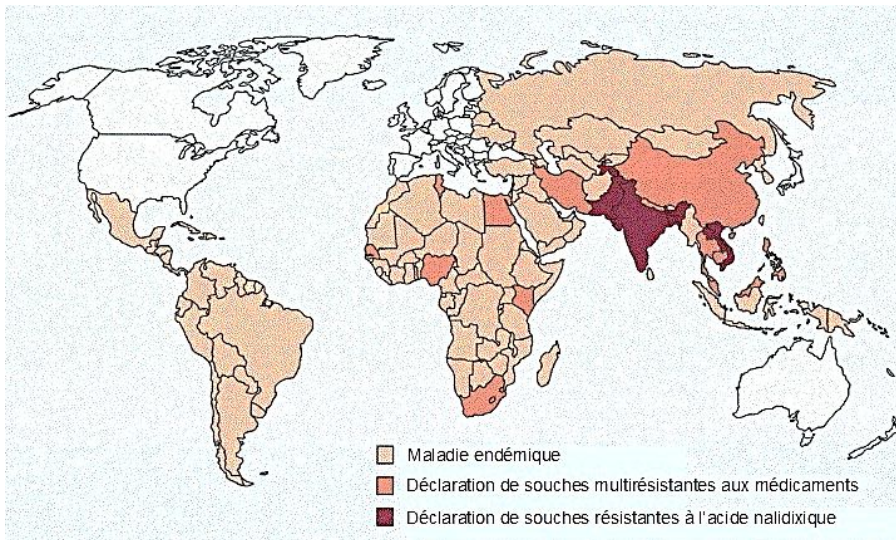 Maladie endémique
Déclaration de souches multirésistantes aux médicaments
Déclaration de souches résistantes à l'acide nalidixique